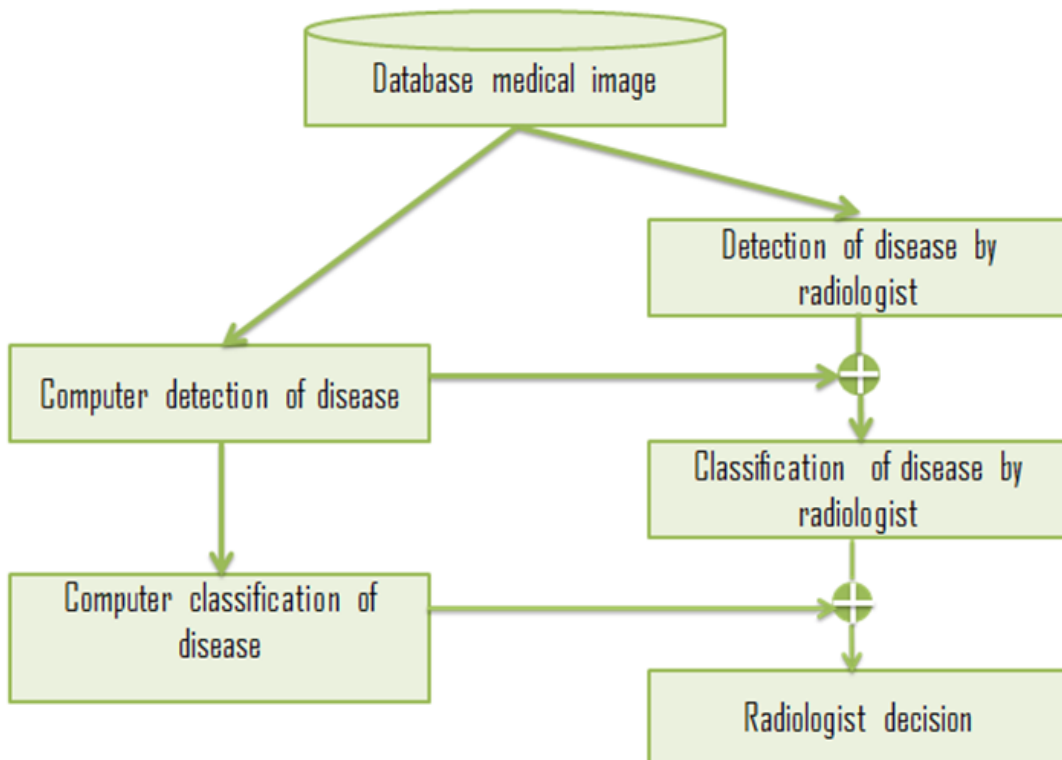 Database medical image
Detection of disease by
radiologist
Computer detection of disease
Classification of disease by
radiologist
Computer classification of
disease
Radiologist decision